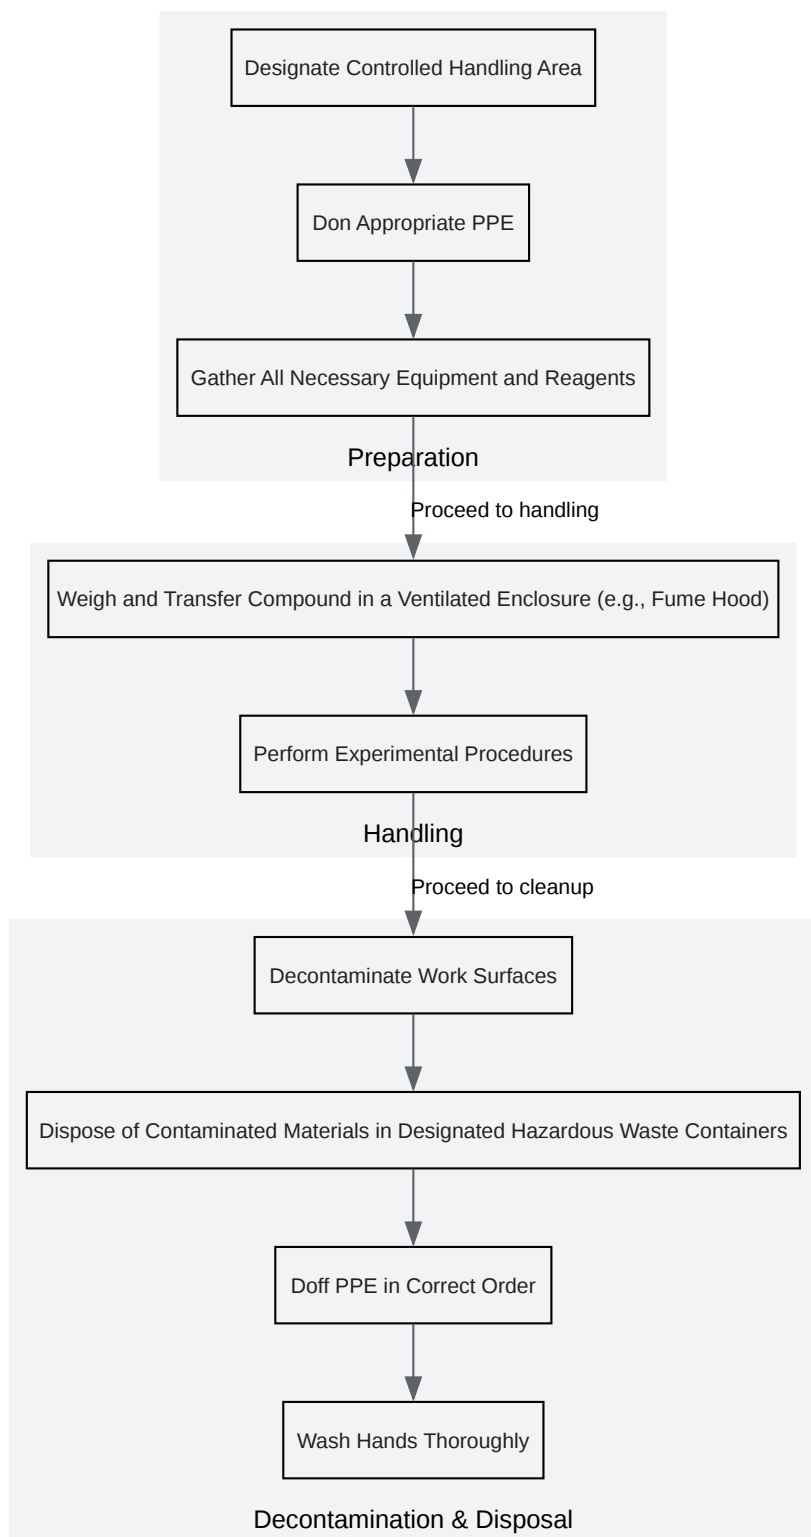 Designate Controlled Handling Area
Don Appropriate PPE
Gather All Necessary Equipment and Reagents
Preparation
Proceed to handling
Weigh and Transfer Compound in a Ventilated Enclosure (e.g., Fume Hood)
Perform Experimental Procedures
Handling
Proceed to cleanup
Decontaminate Work Surfaces
Dispose of Contaminated Materials in Designated Hazardous Waste Containers
Doff PPE in Correct Order
Wash Hands Thoroughly
Decontamination & Disposal